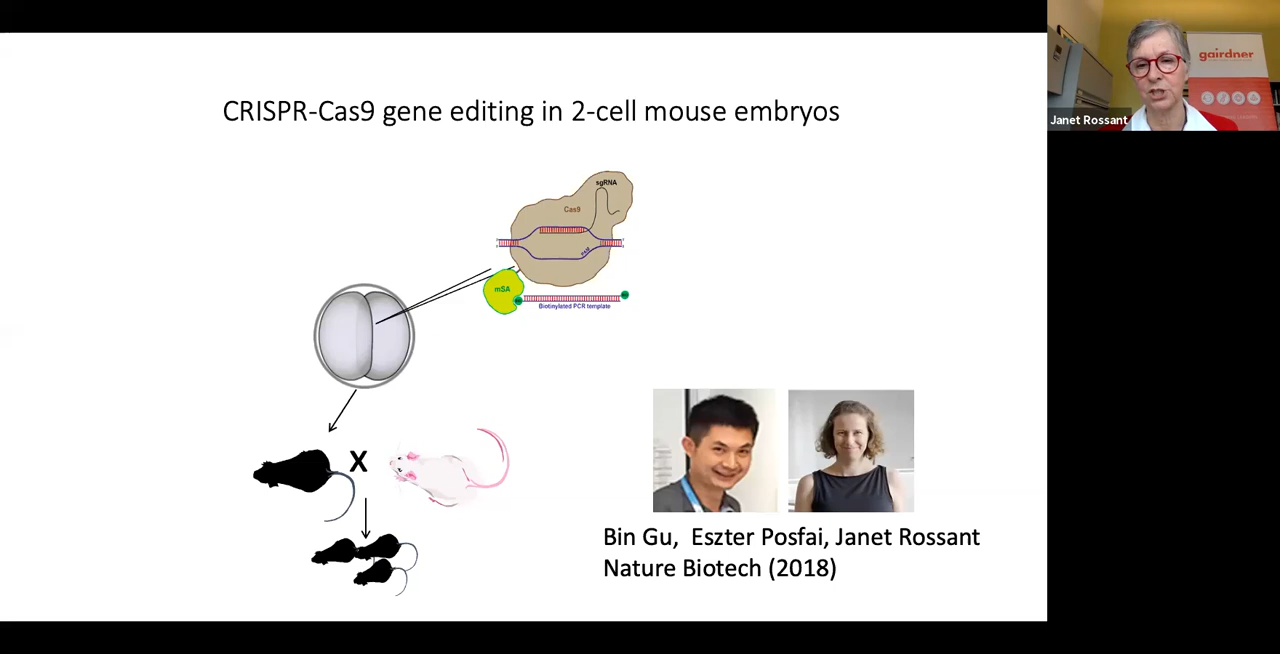 CRISPR-Cas9 gene editing in 2-cell mouse embryos
gairdner
Janet Rossant
sgRNA
Cas9
PAM
mSA
Biotinylated PCR template
X
Bin Gu, Eszter Posfai, Janet Rossant
Nature Biotech (2018)